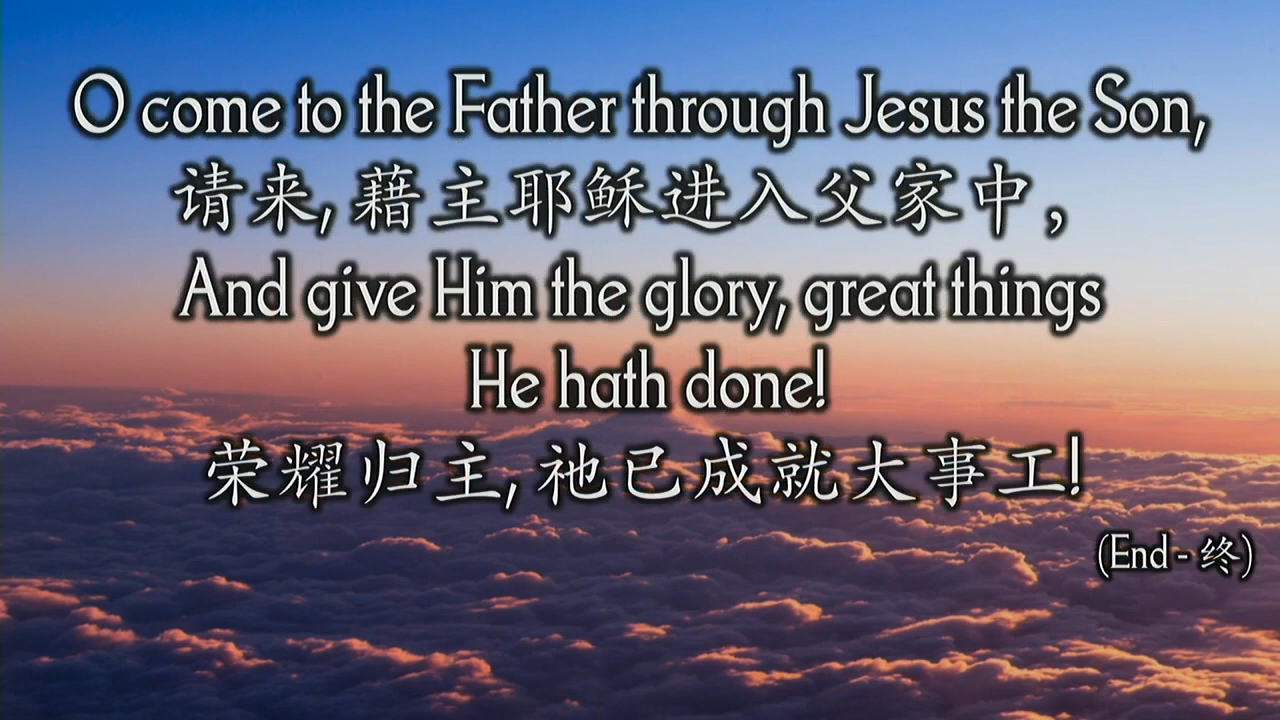 O come to the Father through Jesus the Son,
请来, 藉主耶稣进入父家中，
And give Him the glory, great things
He hath done!
荣耀归主, 祂已成就大事工!
(End - 终)